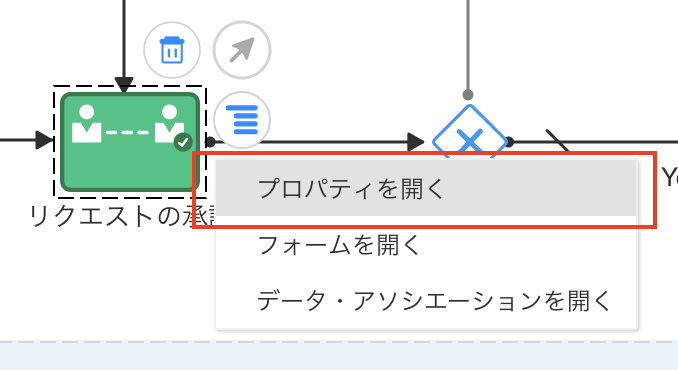 プロパティを開く
リクエストの承
フォームを開く
データ・アソシエーションを開く